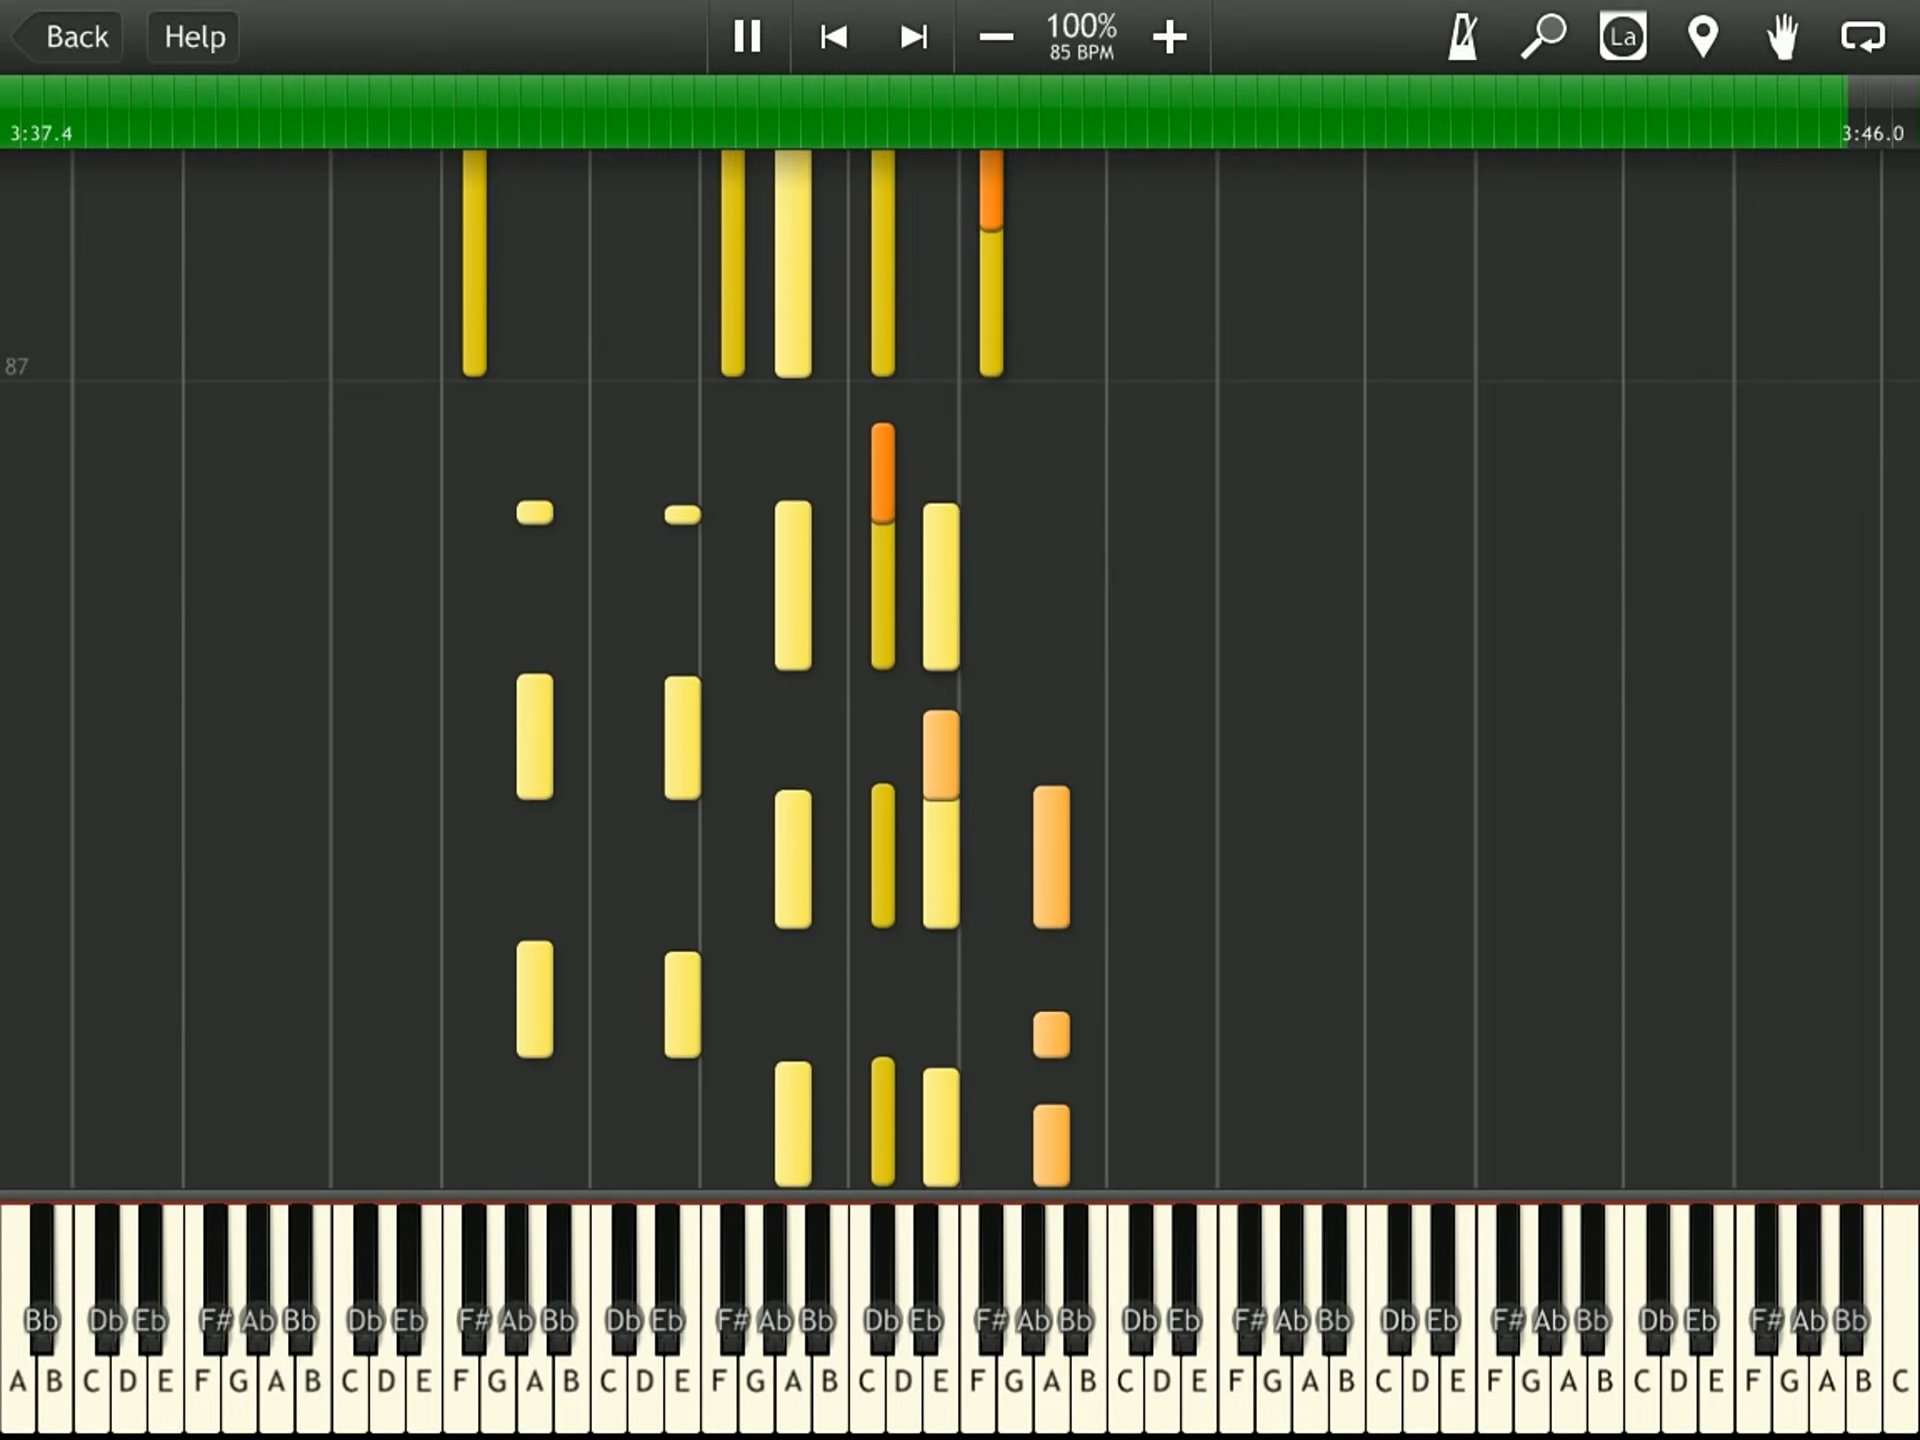 Back Help 100% La
85 BPM
3:37.4 3:46.0
87
Bb Db Eb F# Ab Bb Db Eb F# Ab Bb Db Eb F# Ab Bb Db Eb F# Ab Bb Db Eb F# Ab Bb Db Eb F# Ab Bb Db Eb F# Ab Bb
A B C D E F G A B C D E F G A B C D E F G A B C D E F G A B C D E F G A B C D E F G A B C D E F G A B C